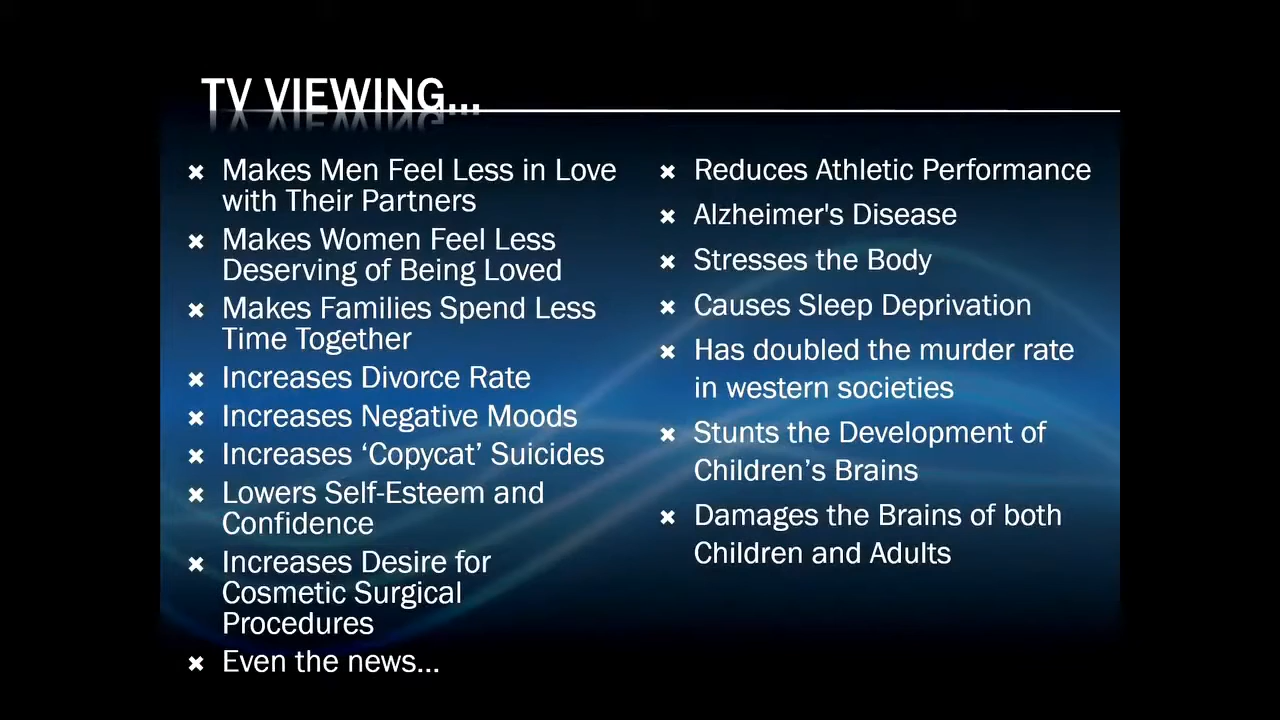 TV VIEWING...
Makes Men Feel Less in Love
with Their Partners
Makes Women Feel Less
Deserving of Being Loved
Makes Families Spend Less
Time Together
Increases Divorce Rate
Increases Negative Moods
Increases ‘Copycat’ Suicides
Lowers Self-Esteem and
Confidence
Increases Desire for
Cosmetic Surgical
Procedures
Even the news...
Reduces Athletic Performance
Alzheimer's Disease
Stresses the Body
Causes Sleep Deprivation
Has doubled the murder rate
in western societies
Stunts the Development of
Children’s Brains
Damages the Brains of both
Children and Adults